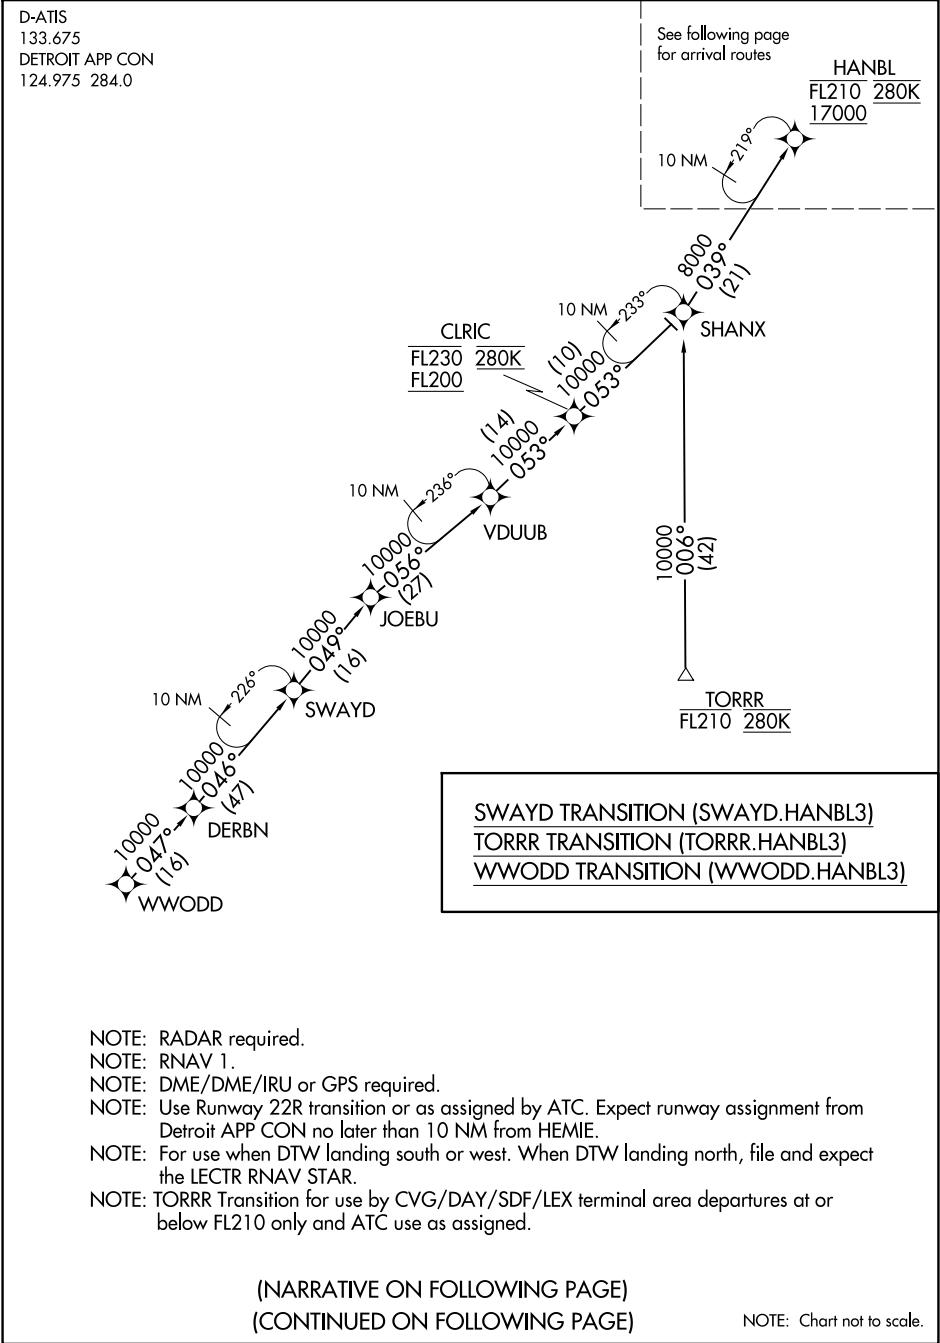 D-ATIS
133.675
DETROIT APP CON
124.975 284.0
See following page
for arrival routes
HANBL
FL210 280K
17000
219°
10 NM
8000
039°
(21)
10 NM
233°
SHANX
CLRIC
FL230 280K
FL200
(10)
10000
053°
(14)
10000
053°
10 NM
236°
VDUUB
10000
056°
(27)
JOEBU
10000
006°
(42)
10000
049°
(16)
10 NM
226°
SWAYD
TORRR
FL210 280K
10000
046°
(47)
DERBN
10000
047°
(16)
WWODD
SWAYD TRANSITION (SWAYD.HANBL3)
TORRR TRANSITION (TORRR.HANBL3)
WWODD TRANSITION (WWODD.HANBL3)
NOTE: RADAR required.
NOTE: RNAV 1.
NOTE: DME/DME/IRU or GPS required.
NOTE: Use Runway 22R transition or as assigned by ATC. Expect runway assignment from
Detroit APP CON no later than 10 NM from HEMIE.
NOTE: For use when DTW landing south or west. When DTW landing north, file and expect
the LECTR RNAV STAR.
NOTE: TORRR Transition for use by CVG/DAY/SDF/LEX terminal area departures at or
below FL210 only and ATC use as assigned.
(NARRATIVE ON FOLLOWING PAGE)
(CONTINUED ON FOLLOWING PAGE)
NOTE: Chart not to scale.